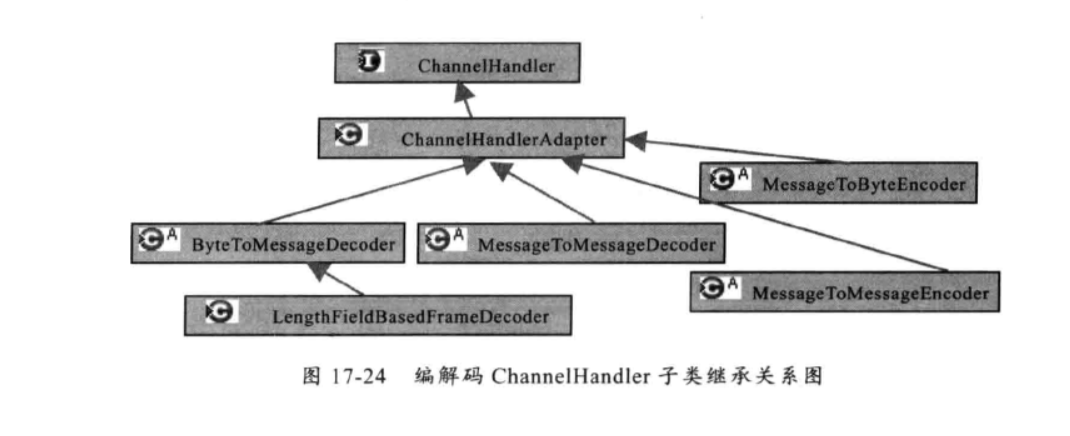 I ChannelHandler
C ChannelHandlerAdapter
C A MessageToByteEncoder
C A ByteToMessageDecoder
C A MessageToMessageDecoder
C A MessageToMessageEncoder
C LengthFieldBasedFrameDecoder
图 17-24 编解码 ChannelHandler 子类继承关系图